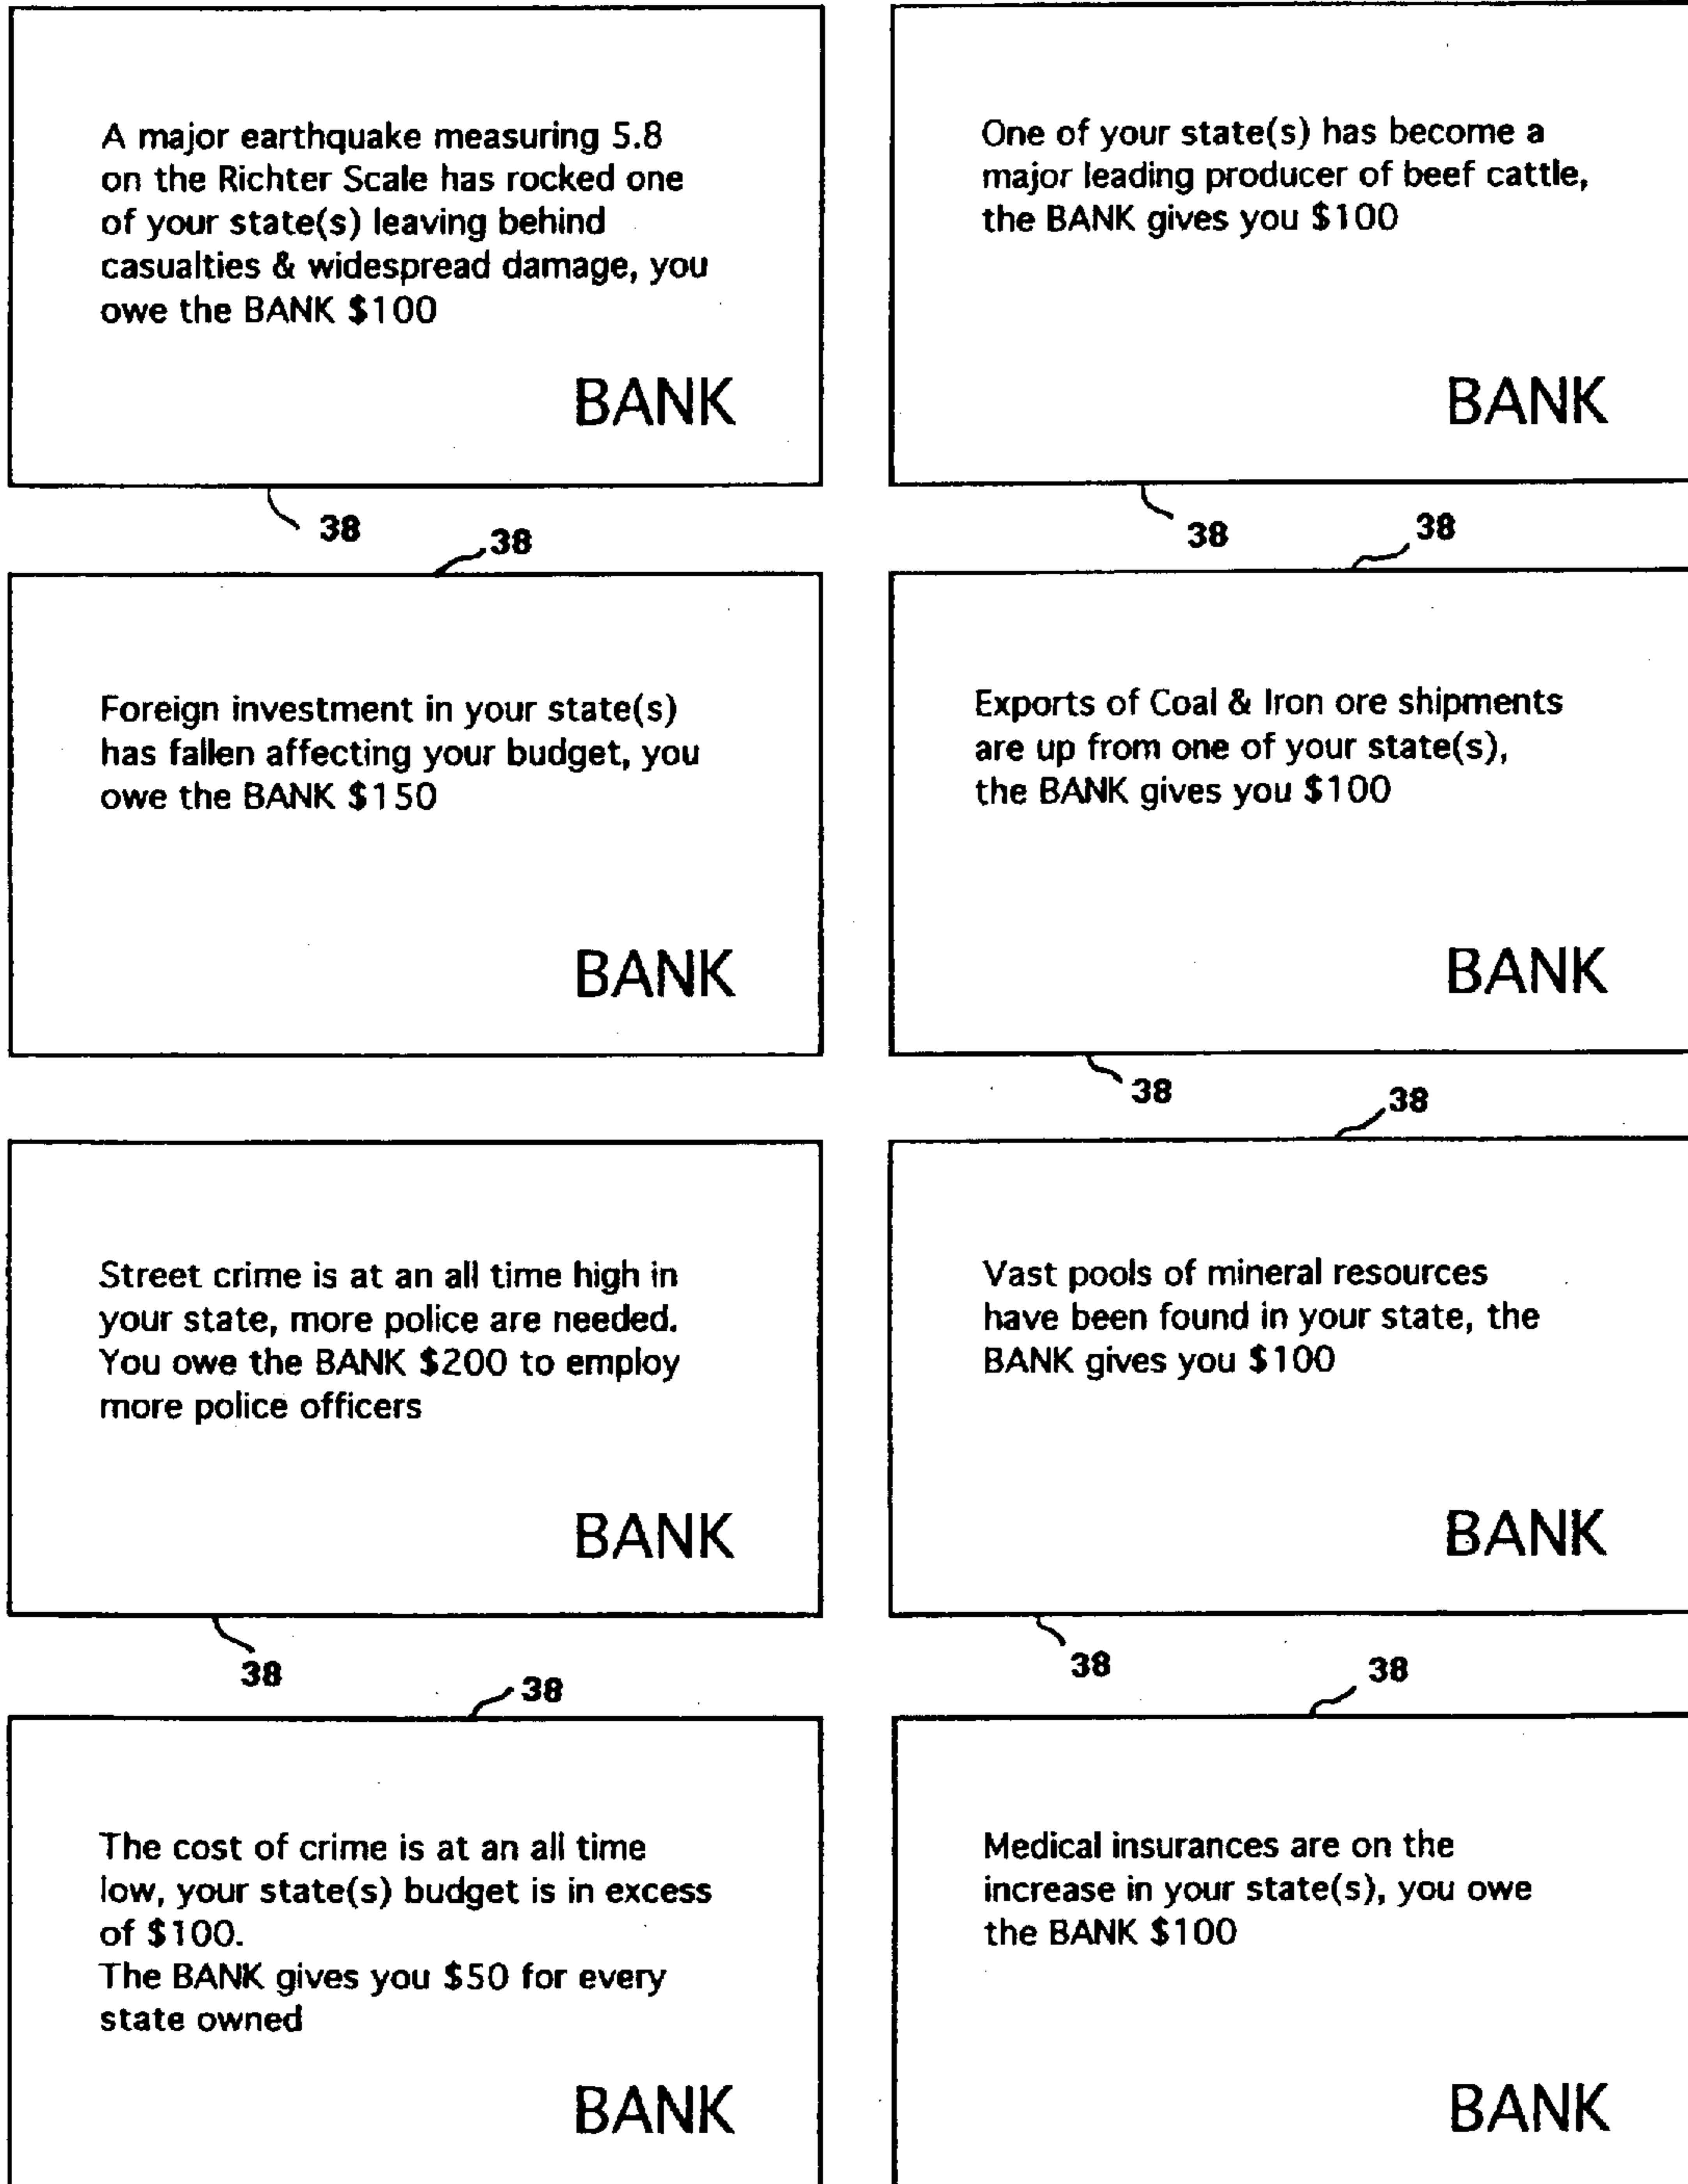 A major earthquake measuring 5.8
on the Richter Scale has rocked one
of your state(s) leaving behind
casualties & widespread damage, you
owe the BANK $100
BANK
38
One of your state(s) has become a
major leading producer of beef cattle,
the BANK gives you $100
BANK
38
38
Foreign investment in your state(s)
has fallen affecting your budget, you
owe the BANK $150
BANK
38
Exports of Coal & Iron ore shipments
are up from one of your state(s),
the BANK gives you $100
BANK
38
Street crime is at an all time high in
your state, more police are needed.
You owe the BANK $200 to employ
more police officers
BANK
38
38
Vast pools of mineral resources
have been found in your state, the
BANK gives you $100
BANK
38
38
The cost of crime is at an all time
low, your state(s) budget is in excess
of $100.
The BANK gives you $50 for every
state owned
BANK
38
Medical insurances are on the
increase in your state(s), you owe
the BANK $100
BANK